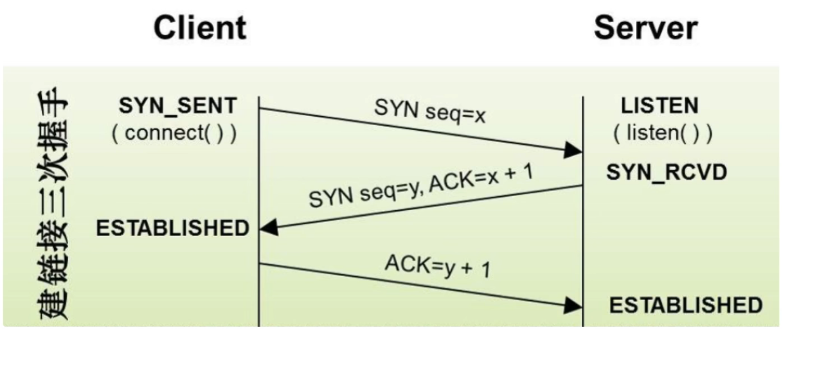 Client
Server
建链接三次握手
SYN_SENT
( connect( ) )
SYN seq=x
LISTEN
( listen( ) )
SYN_RCVD
SYN seq=y, ACK=x + 1
ESTABLISHED
ACK=y + 1
ESTABLISHED